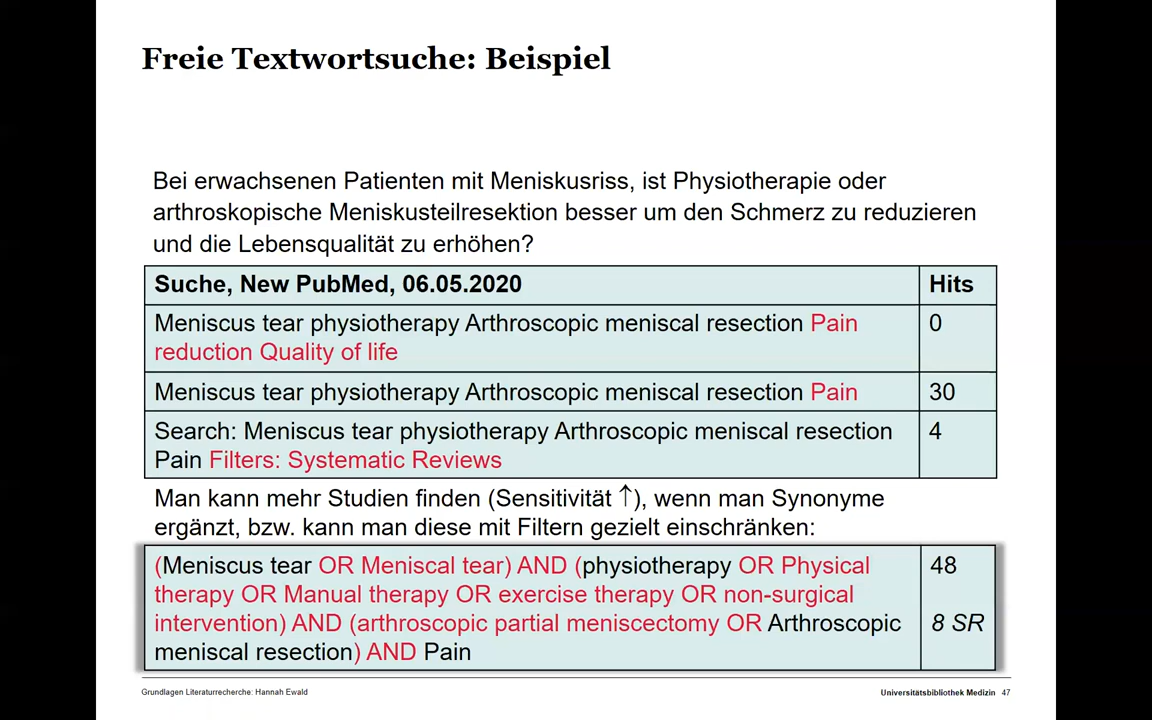 Freie Textwortsuche: Beispiel
Bei erwachsenen Patienten mit Meniskusriss, ist Physiotherapie oder
arthroskopische Meniskusteilresektion besser um den Schmerz zu reduzieren
und die Lebensqualität zu erhöhen?
Suche, New PubMed, 06.05.2020 Hits
Meniscus tear physiotherapy Arthroscopic meniscal resection Pain 0
reduction Quality of life
Meniscus tear physiotherapy Arthroscopic meniscal resection Pain 30
Search: Meniscus tear physiotherapy Arthroscopic meniscal resection 4
Pain Filters: Systematic Reviews
Man kann mehr Studien finden (Sensitivität ↑), wenn man Synonyme
ergänzt, bzw. kann man diese mit Filtern gezielt einschränken:
(Meniscus tear OR Meniscal tear) AND (physiotherapy OR Physical 48
therapy OR Manual therapy OR exercise therapy OR non-surgical
intervention) AND (arthroscopic partial meniscectomy OR Arthroscopic 8 SR
meniscal resection) AND Pain
Grundlagen Literaturrecherche: Hannah Ewald Universitätsbibliothek Medizin 47